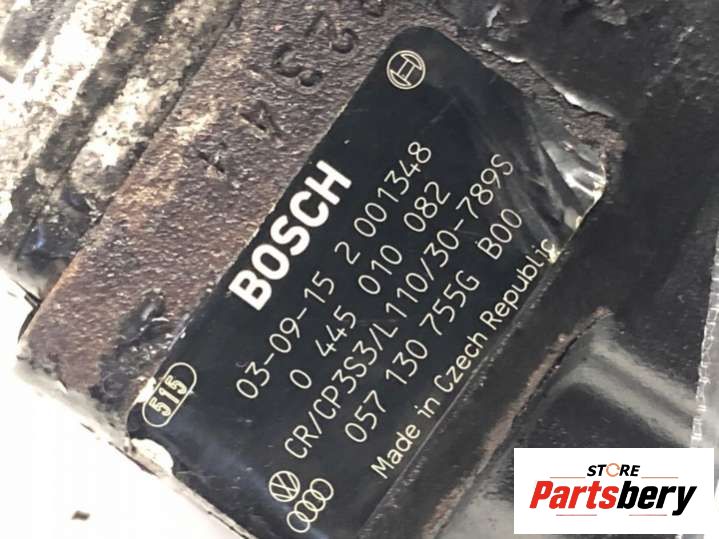 2534
BOSCH
03-09-15 2 001348
0 445 010 082
CR/CP3S3/L110/30-789S
057 130 755G B00
Made in Czech Republic
515
STORE
Partsbery